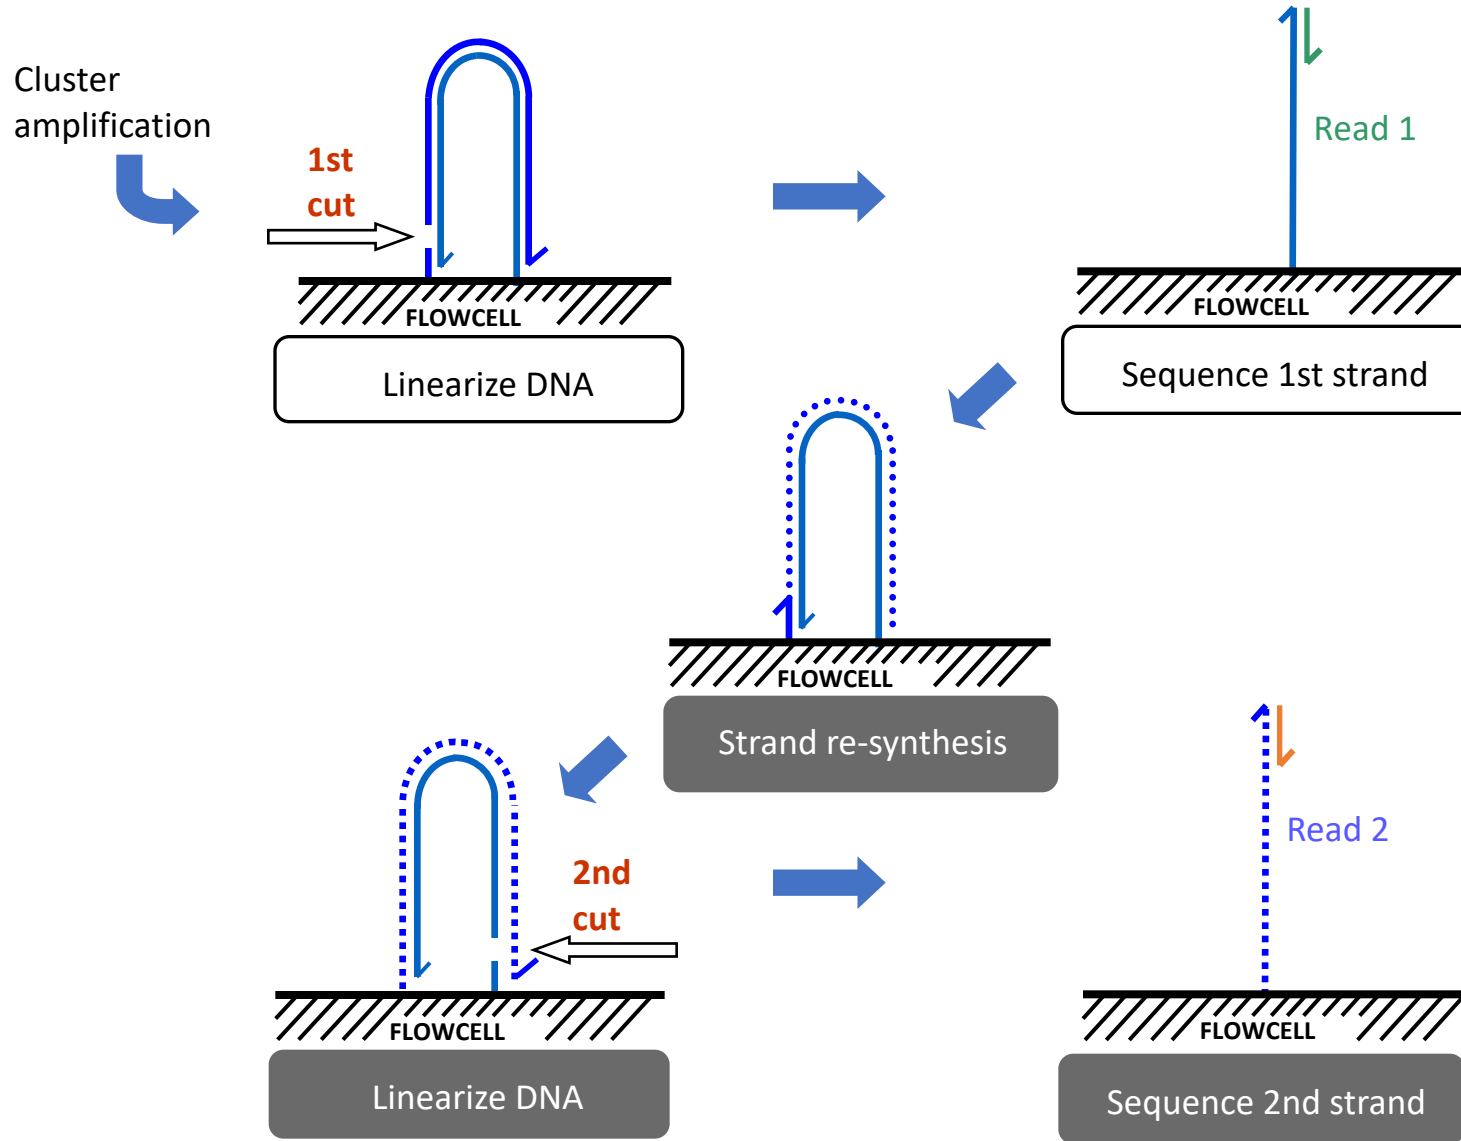 Cluster
amplification
1st
cut
FLOWCELL
Linearize DNA
Read 1
FLOWCELL
Sequence 1st strand
FLOWCELL
Strand re-synthesis
2nd
cut
FLOWCELL
Linearize DNA
Read 2
FLOWCELL
Sequence 2nd strand